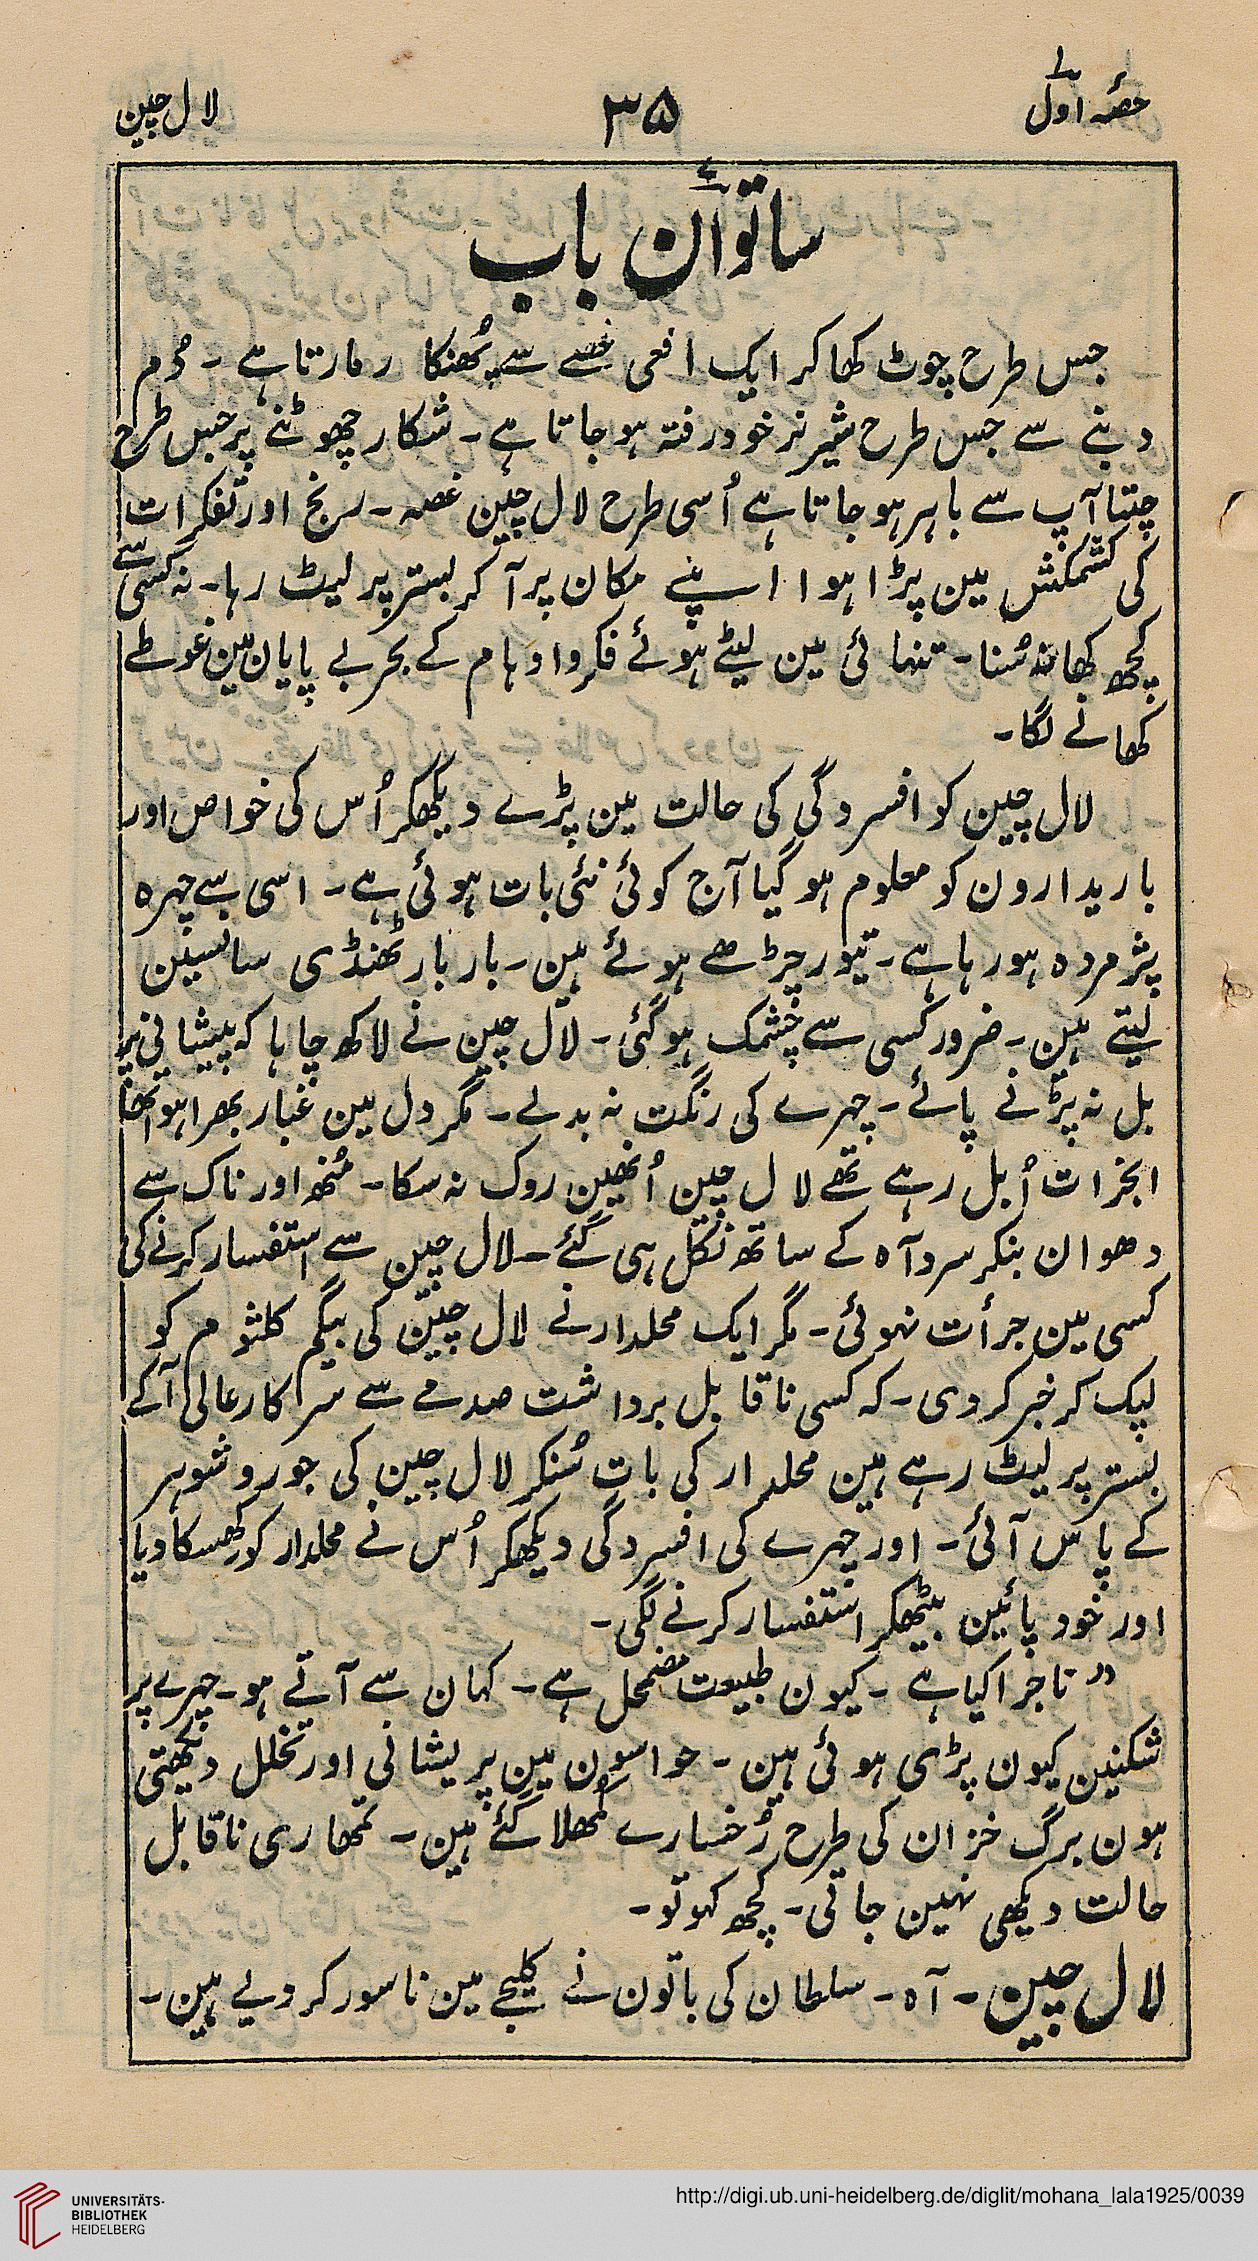 حصّہ اوّل
۳۵
لال چین
ساتوآن باب
جس طرح چوٹ کھا کر ایک افعی غصے سے پُھنکا رمارتا ہے ۔ دُم
دبنے سے جس طرح شیر نر خود رفتہ ہو جاتا ہے ۔ شکار چھوٹنے پر جس طرح
چیتا آپ سے باہر ہو جاتا ہے اُسی طرح لال چین غصہ ۔ رنج اور تفکرات
کی کشمکش مین پڑا ہوا اپنے مکان پر آکر بستر پر لیٹ رہا ۔ نہ کسی سے
کچھ کہا نہ سُنا ۔ تنہائی مین لیٹے ہوئے فکر و اوہام کے بحر بے پایان مین غوطے
کھانے لگا ۔
لال چین کو افسردگی کی حالت مین پڑے دیکھکر اُس کی خواص اور
باریدارون کو معلوم ہو گیا آج کوئی نئی بات ہوئی ہے ۔ اسی سے چہرہ
پژمردہ ہو رہا ہے ۔ تیور چڑھے ہوئے ہین ۔ بار بار ٹھنڈی سانسین
لیتے ہین ۔ ضرور کسی سے چشمک ہو گئی ۔ لال چین نے لاکھ چاہا کہ پیشانی پر
بل نہ پڑنے پائے ۔ چہرے کی رنگت نہ بدلے ۔ مگر دل مین غبار بھرا ہوا تھا
ابخرات اُبل رہے تھے لال چین اُنھین روک نہ سکا ۔ مُنھ اور ناک سے
دھوان بنکر سرد آہ کے ساتھ نکل ہی گئے ۔ لال چین سے استفسار کرنے کی
کسی مین جرأت نہوئی ۔ مگر ایک محلدار نے لال چین کی بیگم کلثوم کو
لپک کر خبر کر دی ۔ کہ کسی ناقابل برداشت صدمے سے سرکار عالی آکے
بستر پر لیٹ رہے ہین محلدار کی بات سُنکر لال چین کی جورو شوہر
کے پاس آئی ۔ اور چہرے کی افسردگی دیکھکر اُس نے محلدار کو کھسکا دیا
اور خود پائین بیٹھکر استفسار کرنے لگی ۔
"ماجرا کیا ہے ۔ کیون طبیعت مضمحل ہے ۔ کہان سے آتے ہو ۔ چہرے پر
شکنین کیون پڑی ہوئی ہین ۔ حواسون مین پریشانی اور تخلل دیکھتی
ہون برگ خزان کی طرح رُخسارے کُمھلا گئے ہین ۔ تمھاری ناقابل
حالت دیکھی نہین جاتی ۔ کچھ کہو تو ۔
لال چین ۔ آہ ۔ سلطان کی باتون نے کلیجے مین ناسور کر دیے ہین ۔
UNIVERSITÄTS-
BIBLIOTHEK
HEIDELBERG
http://digi.ub.uni-heidelberg.de/diglit/mohana_lala1925/0039